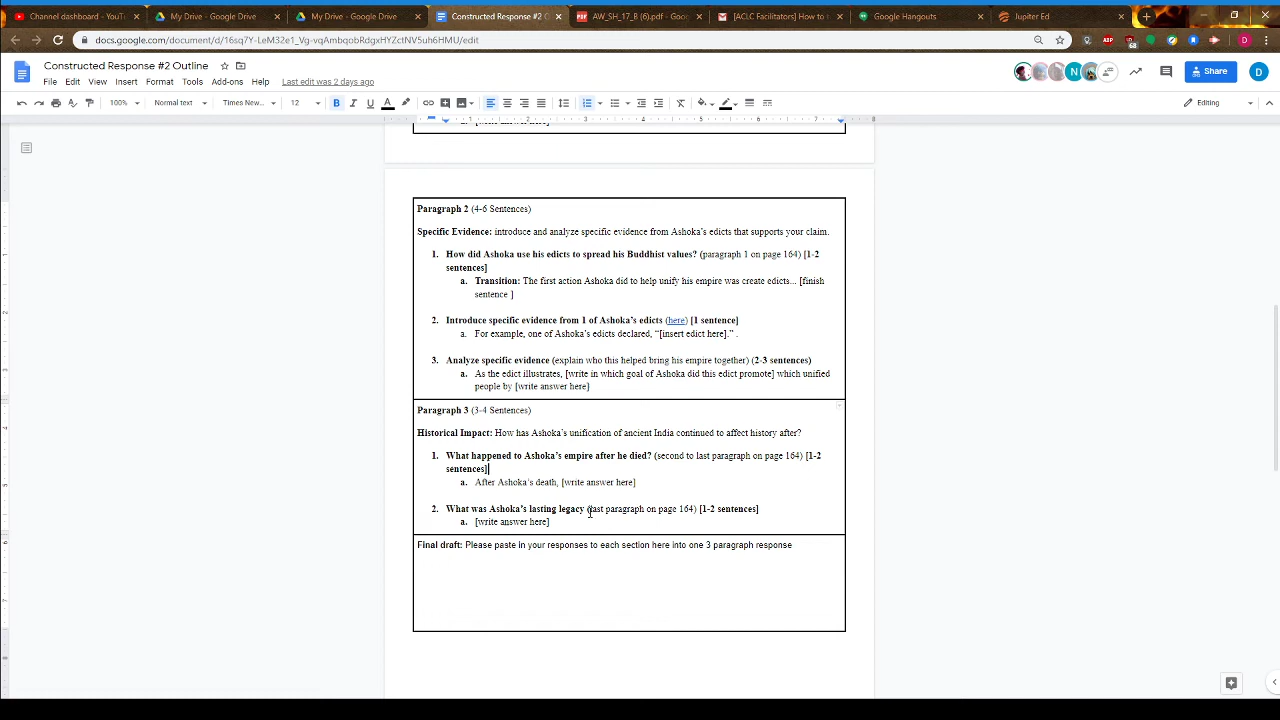 Channel dashboard - YouTu
My Drive - Google Drive
My Drive - Google Drive
Constructed Response #2 O
AW_SH_17_B (6).pdf - Goog
[ACLC Facilitators] How to r
Google Hangouts
Jupiter Ed
docs.google.com/document/d/16sq7Y-LeM32e1_Vg-vqAmbqobRdgxHYZctNV5uh6HMU/edit
ABP
68
D
Constructed Response #2 Outline
File Edit View Insert Format Tools Add-ons Help Last edit was 2 days ago
N
Share
D
100% Normal text Times New... 12 B I U A
Editing
1 2 3 4 5 6 7 8
Paragraph 2 (4-6 Sentences)
Specific Evidence: introduce and analyze specific evidence from Ashoka's edicts that supports your claim.
1. How did Ashoka use his edicts to spread his Buddhist values? (paragraph 1 on page 164) [1-2
sentences]
a. Transition: The first action Ashoka did to help unify his empire was create edicts... [finish
sentence ]
2. Introduce specific evidence from 1 of Ashoka's edicts (here) [1 sentence]
a. For example, one of Ashoka's edicts declared, "[insert edict here]." .
3. Analyze specific evidence (explain who this helped bring his empire together) (2-3 sentences)
a. As the edict illustrates, [write in which goal of Ashoka did this edict promote] which unified
people by [write answer here]
Paragraph 3 (3-4 Sentences)
Historical Impact: How has Ashoka's unification of ancient India continued to affect history after?
1. What happened to Ashoka's empire after he died? (second to last paragraph on page 164) [1-2
sentences]
a. After Ashoka's death, [write answer here]
2. What was Ashoka's lasting legacy (last paragraph on page 164) [1-2 sentences]
a. [write answer here]
Final draft: Please paste in your responses to each section here into one 3 paragraph response